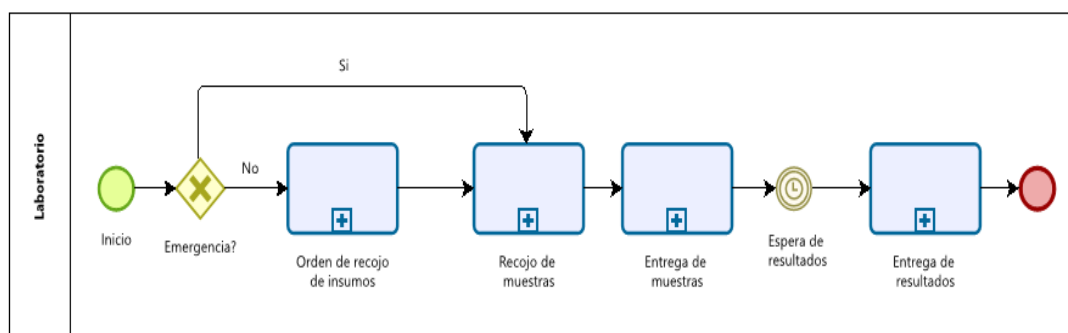 Laboratorio
Si
No
Inicio
Emergencia?
Orden de recojo
de insumos
Recojo de
muestras
Entrega de
muestras
Espera de
resultados
Entrega de
resultados